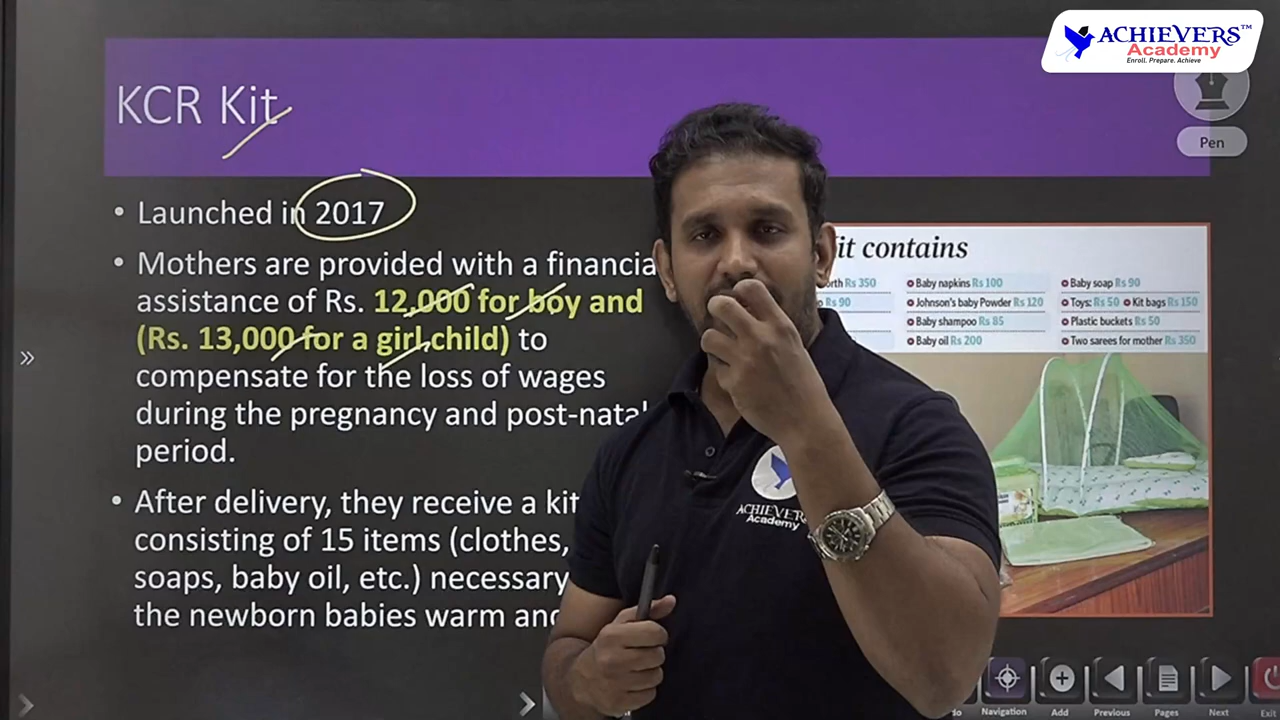 ACHIEVERS™
Academy
Enroll. Prepare. Achieve
Pen
KCR Kit
• Launched in 2017
• Mothers are provided with a financia
assistance of Rs. 12,000 for boy and
(Rs. 13,000 for a girl child) to
compensate for the loss of wages
during the pregnancy and post-natal
period.
• After delivery, they receive a kit
consisting of 15 items (clothes,
soaps, baby oil, etc.) necessary
the newborn babies warm and
it contains
orth Rs 350
Rs 90
Baby napkins Rs 100
Johnson's baby Powder Rs 120
Baby shampoo Rs 85
Baby oil Rs 200
Baby soap Rs 90
Toys: Rs 50 Kit bags Rs 150
Plastic buckets Rs 50
Two sarees for mother Rs 350
ACHIEVERS
Academy
Navigation
Add
Previous
Pages
Next
Exit